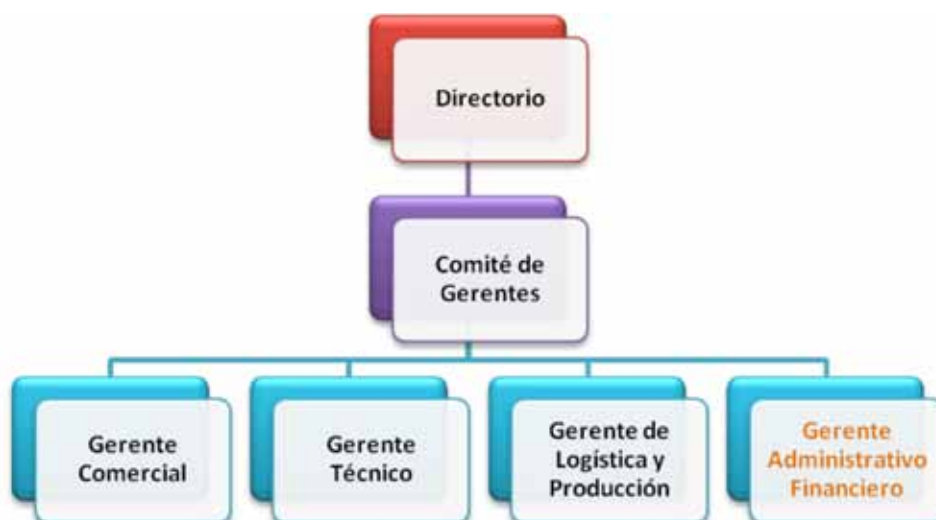 Directorio
Comité de
Gerentes
Gerente
Comercial
Gerente
Técnico
Gerente de
Logística y
Producción
Gerente
Administrativo
Financiero